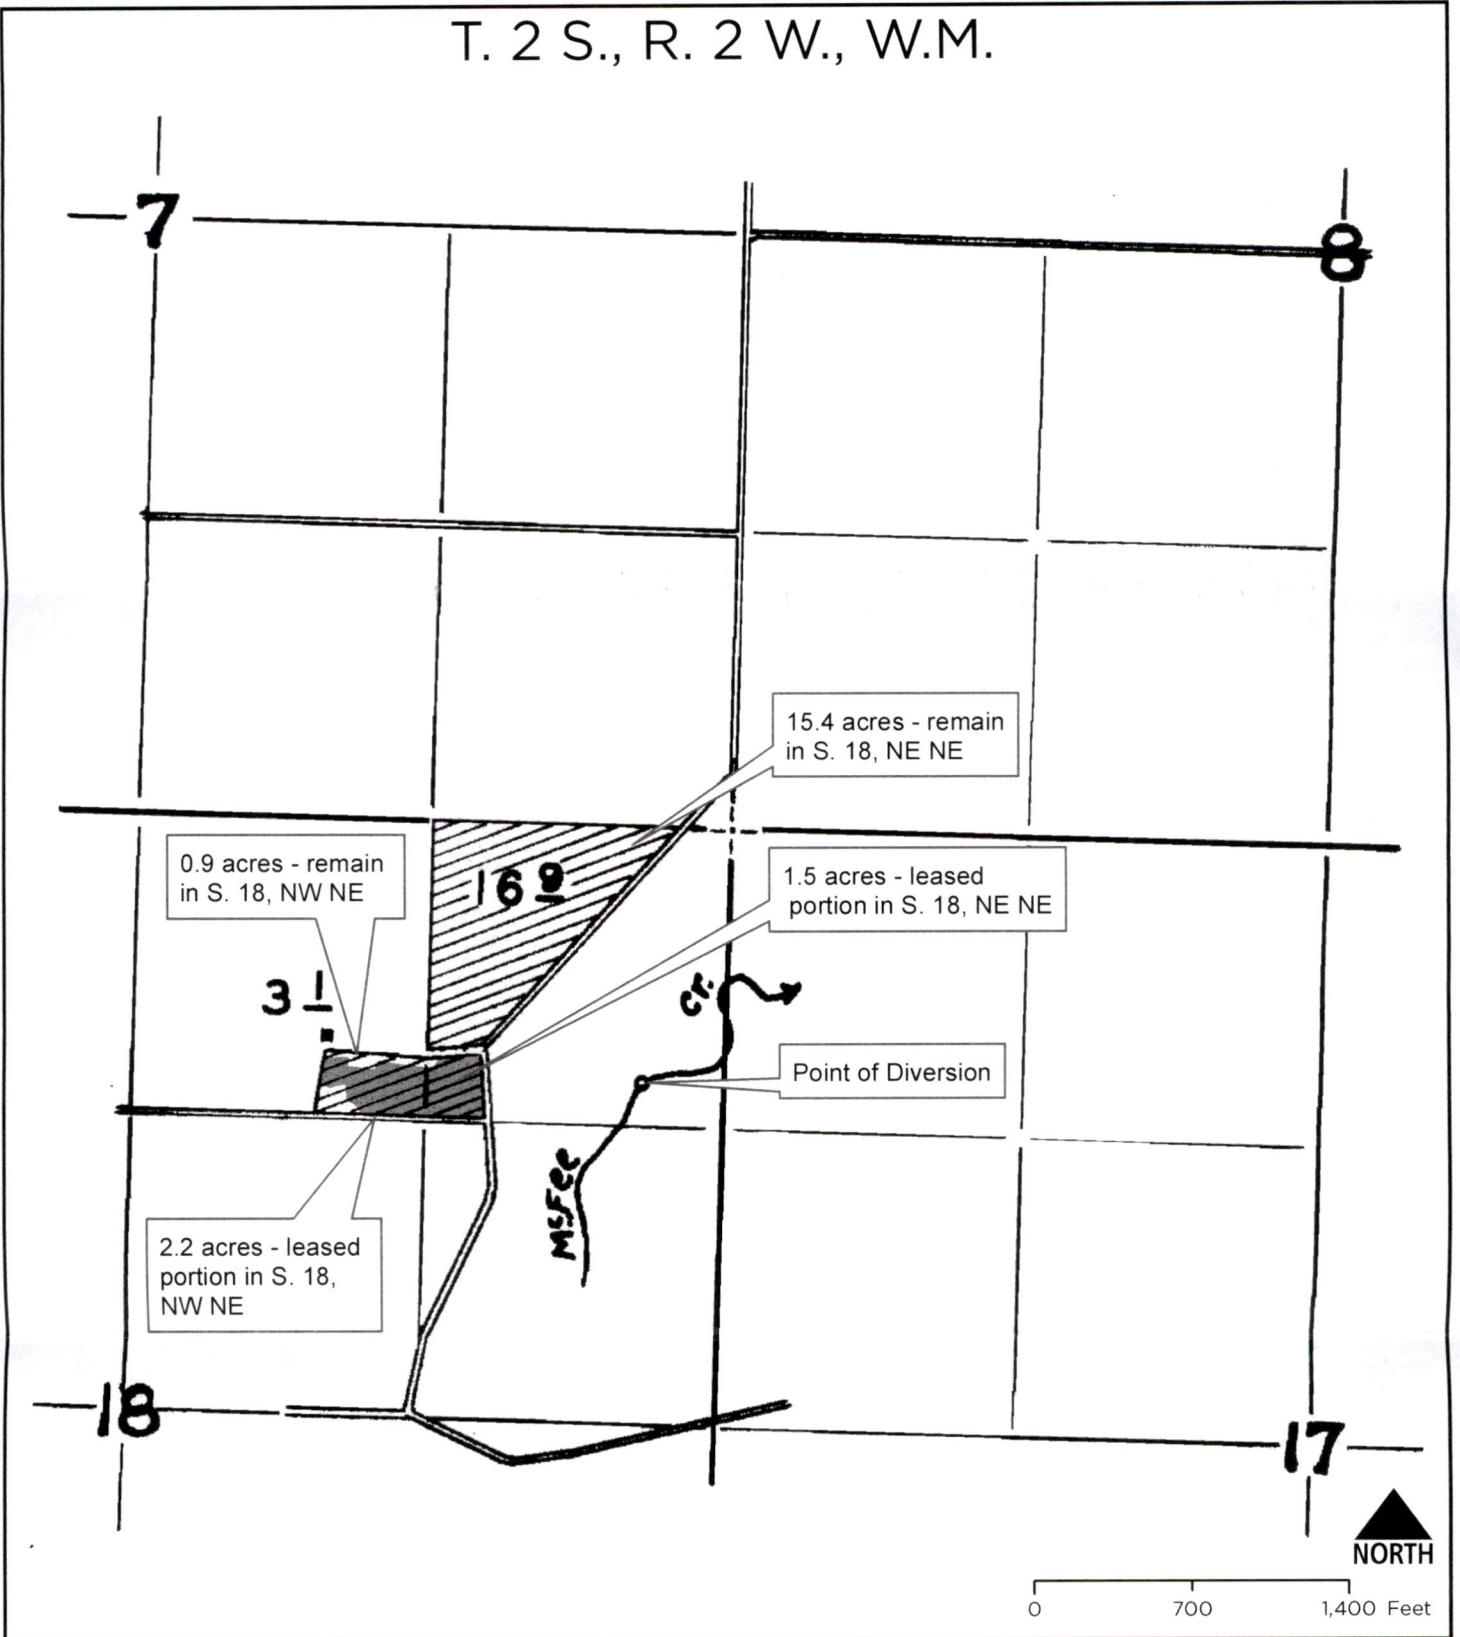 T. 2 S., R. 2 W., W.M.
7
8
15.4 acres - remain
in S. 18, NE NE
0.9 acres - remain
in S. 18, NW NE
16 9
1.5 acres - leased
portion in S. 18, NE NE
3 1
Cr.
Point of Diversion
McFee
2.2 acres - leased
portion in S. 18,
NW NE
18
17
NORTH
0 700 1,400 Feet